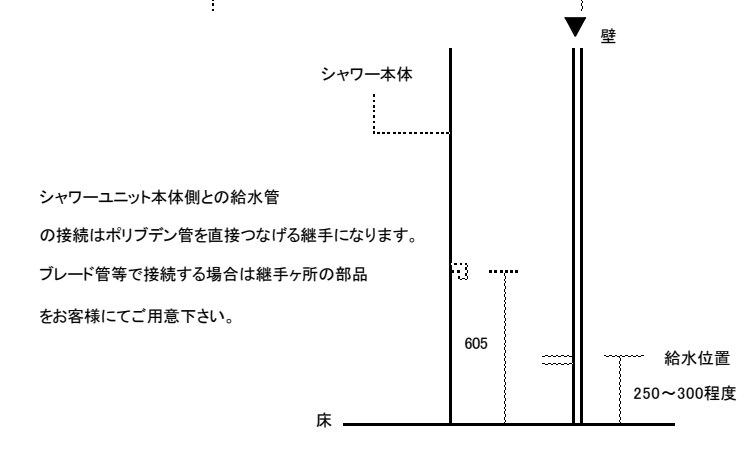 壁
シャワー本体
シャワーユニット本体側との給水管
の接続はポリブデン管を直接つなげる継手になります。
ブレード管等で接続する場合は継手ヶ所の部品
をお客様にてご用意下さい。
605
給水位置
250～300程度
床